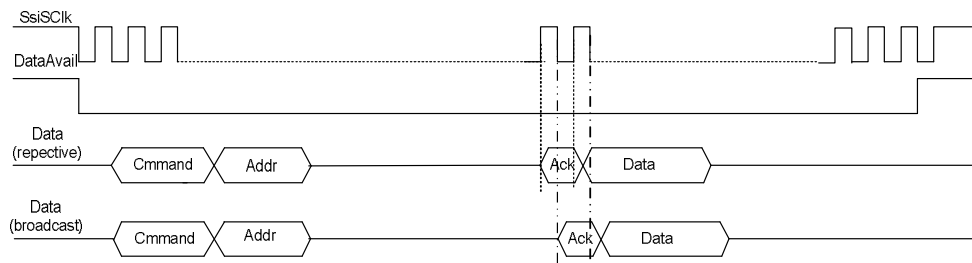 SsiSClk
DataAvail
Data
(repective)
Cmmand
Addr
Ack
Data
Data
(broadcast)
Cmmand
Addr
Ack
Data